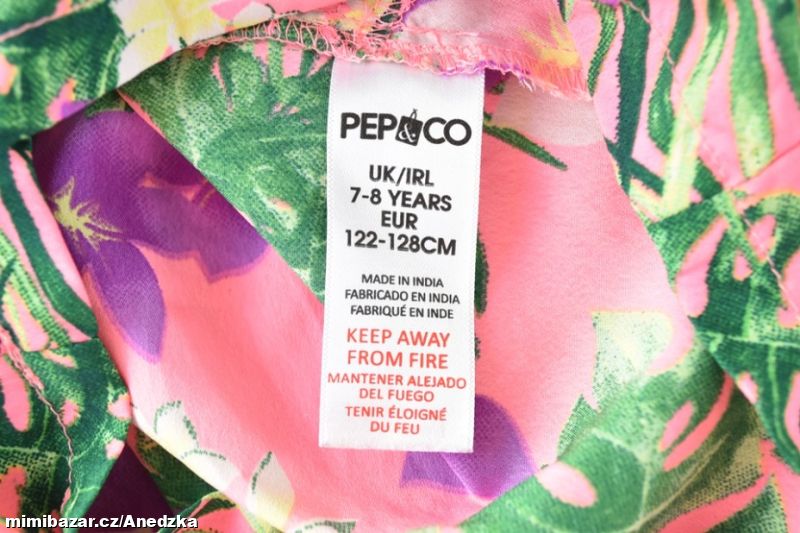 PEP&CO
UK/IRL
7-8 YEARS
EUR
122-128CM
MADE IN INDIA
FABRICADO EN INDIA
FABRIQUÉ EN INDE
KEEP AWAY
FROM FIRE
MANTENER ALEJADO
DEL FUEGO
TENIR ÉLOIGNÉ
DU FEU
mimibazar.cz/Anedzka